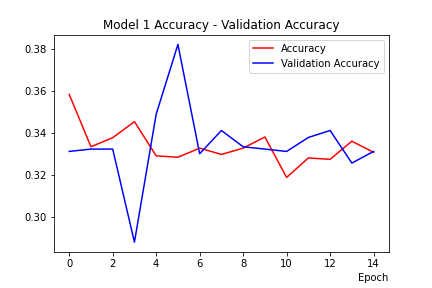 Model 1 Accuracy - Validation Accuracy
Accuracy
Validation Accuracy
0.38
0.36
0.34
0.32
0.30
0 2 4 6 8 10 12 14
Epoch